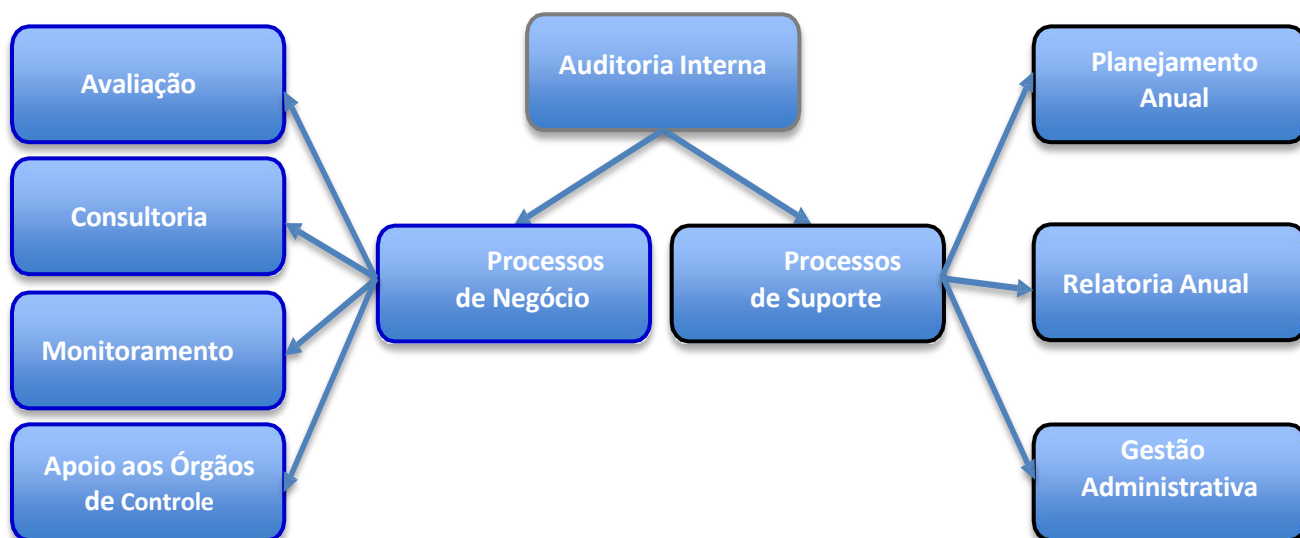 Auditoria Interna
Processos
de Negócio
Processos
de Suporte
Avaliação
Consultoria
Monitoramento
Apoio aos Órgãos
de Controle
Planejamento
Anual
Relatoria Anual
Gestão
Administrativa